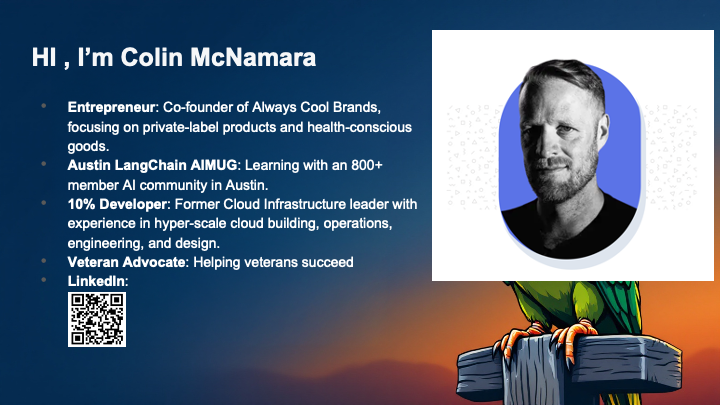 HI , I’m Colin McNamara
Entrepreneur: Co-founder of Always Cool Brands,
focusing on private-label products and health-conscious
goods.
Austin LangChain AIMUG: Learning with an 800+
member AI community in Austin.
10% Developer: Former Cloud Infrastructure leader with
experience in hyper-scale cloud building, operations,
engineering, and design.
Veteran Advocate: Helping veterans succeed
LinkedIn: